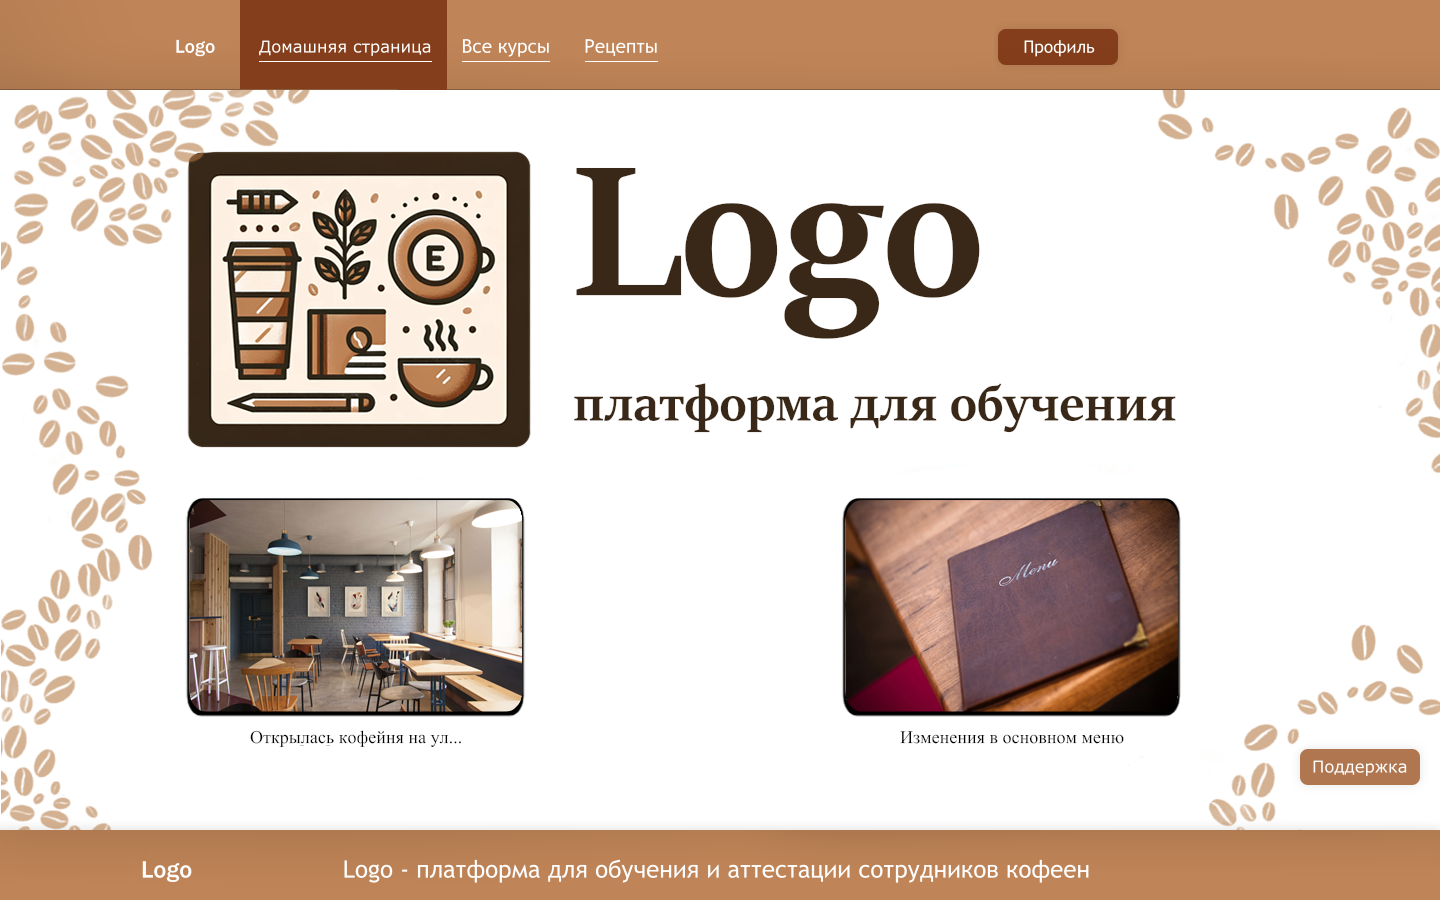 Logo
Домашняя страница
Все курсы
Рецепты
Профиль
Logo
E
платформа для обучения
Menu
Открылась кофейня на ул...
Изменения в основном меню
Поддержка
Logo
Logo - платформа для обучения и аттестации сотрудников кофеен